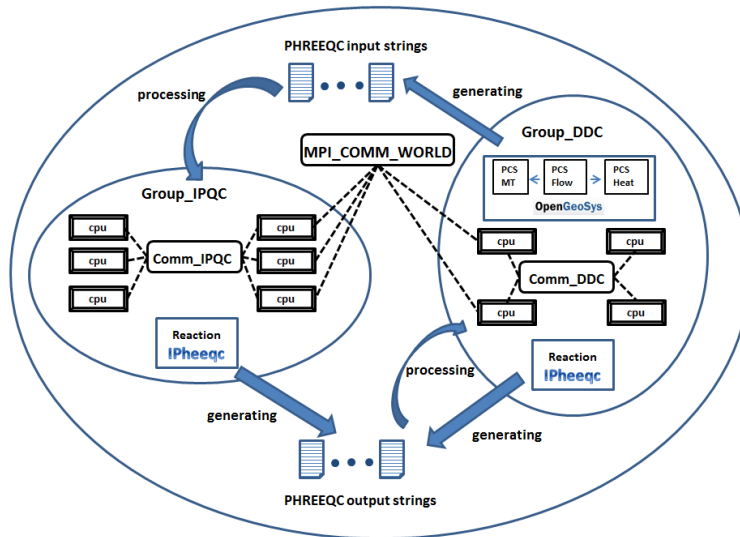 PHREEQC input strings
processing
generating
Group_DDC
MPI_COMM_WORLD
PCS
MT
PCS
Flow
PCS
Heat
OpenGeoSys
Group_IPQC
cpu
cpu
cpu
cpu
Comm_IPQC
cpu
cpu
cpu
cpu
cpu
Comm_DDC
cpu
cpu
Reaction
IPheeqc
Reaction
IPheeqc
processing
generating
generating
PHREEQC output strings